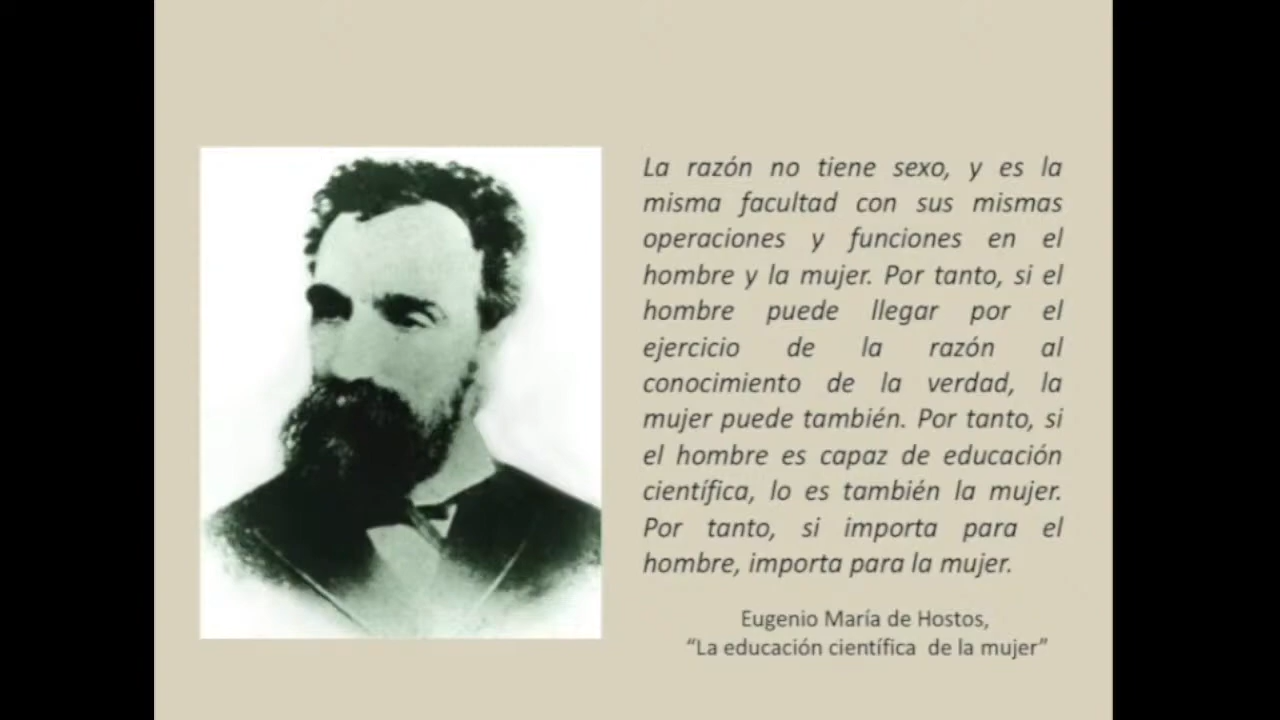 La razón no tiene sexo, y es la
misma facultad con sus mismas
operaciones y funciones en el
hombre y la mujer. Por tanto, si el
hombre puede llegar por el
ejercicio de la razón al
conocimiento de la verdad, la
mujer puede también. Por tanto, si
el hombre es capaz de educación
científica, lo es también la mujer.
Por tanto, si importa para el
hombre, importa para la mujer.
Eugenio María de Hostos,
“La educación científica de la mujer”